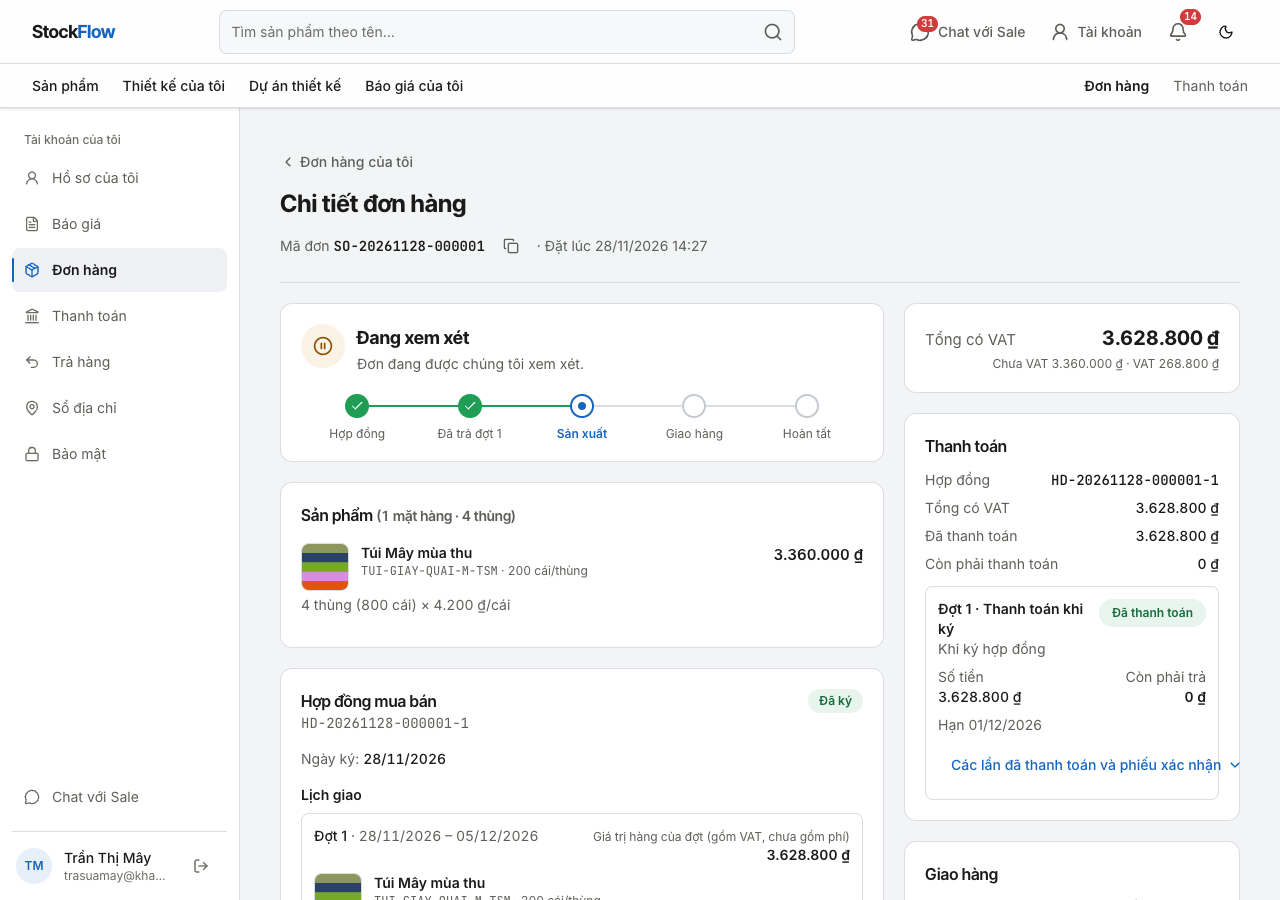 StockFlow
Tìm sản phẩm theo tên...
31
Chat với Sale
Tài khoản
14
Sản phẩm
Thiết kế của tôi
Dự án thiết kế
Báo giá của tôi
Đơn hàng
Thanh toán
Tài khoản của tôi
Hồ sơ của tôi
Báo giá
Đơn hàng
Thanh toán
Trả hàng
Sổ địa chỉ
Bảo mật
Chat với Sale
TM
Trần Thị Mây
trasuamay@kha...
Đơn hàng của tôi
Chi tiết đơn hàng
Mã đơn SO-20261128-000001 · Đặt lúc 28/11/2026 14:27
Đang xem xét
Đơn đang được chúng tôi xem xét.
Hợp đồng
Đã trả đợt 1
Sản xuất
Giao hàng
Hoàn tất
Sản phẩm (1 mặt hàng · 4 thùng)
Túi Mây mùa thu
3.360.000 ₫
TUI-GIAY-QUAI-M-TSM · 200 cái/thùng
4 thùng (800 cái) × 4.200 ₫/cái
Hợp đồng mua bán
Đã ký
HD-20261128-000001-1
Ngày ký: 28/11/2026
Lịch giao
Đợt 1 · 28/11/2026 – 05/12/2026
Giá trị hàng của đợt (gồm VAT, chưa gồm phí)
3.628.800 ₫
Túi Mây mùa thu
TUI-GIAY-QUAI-M-TSM · 200 cái/thùng
Tổng có VAT
3.628.800 ₫
Chưa VAT 3.360.000 ₫ · VAT 268.800 ₫
Thanh toán
Hợp đồng
HD-20261128-000001-1
Tổng có VAT
3.628.800 ₫
Đã thanh toán
3.628.800 ₫
Còn phải thanh toán
0 ₫
Đợt 1 · Thanh toán khi
ký
Đã thanh toán
Khi ký hợp đồng
Số tiền
Còn phải trả
3.628.800 ₫
0 ₫
Hạn 01/12/2026
Các lần đã thanh toán và phiếu xác nhận
Giao hàng